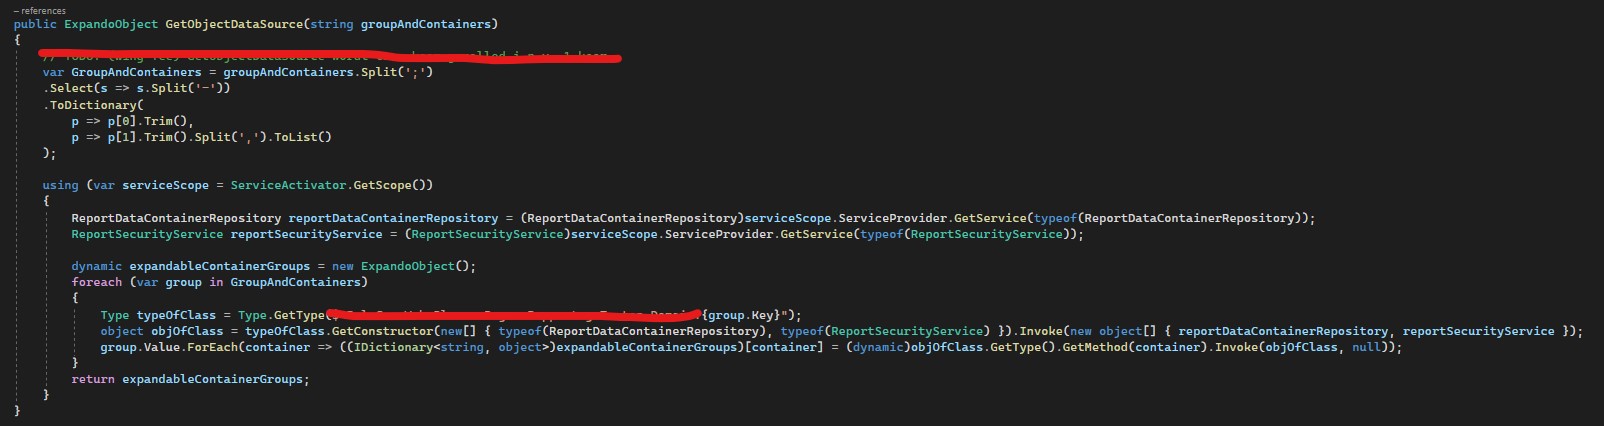 – references
public ExpandoObject GetObjectDataSource(string groupAndContainers)
{
var GroupAndContainers = groupAndContainers.Split(';')
.Select(s => s.Split('-'))
.ToDictionary(
p => p[0].Trim(),
p => p[1].Trim().Split(',').ToList()
);
using (var serviceScope = ServiceActivator.GetScope())
{
ReportDataContainerRepository reportDataContainerRepository = (ReportDataContainerRepository)serviceScope.ServiceProvider.GetService(typeof(ReportDataContainerRepository));
ReportSecurityService reportSecurityService = (ReportSecurityService)serviceScope.ServiceProvider.GetService(typeof(ReportSecurityService));
dynamic expandableContainerGroups = new ExpandoObject();
foreach (var group in GroupAndContainers)
{
Type typeOfClass = Type.GetType( {group.Key}");
object objOfClass = typeOfClass.GetConstructor(new[] { typeof(ReportDataContainerRepository), typeof(ReportSecurityService) }).Invoke(new object[] { reportDataContainerRepository, reportSecurityService });
group.Value.ForEach(container => ((IDictionary<string, object>)expandableContainerGroups)[container] = (dynamic)objOfClass.GetType().GetMethod(container).Invoke(objOfClass, null));
}
return expandableContainerGroups;
}
}